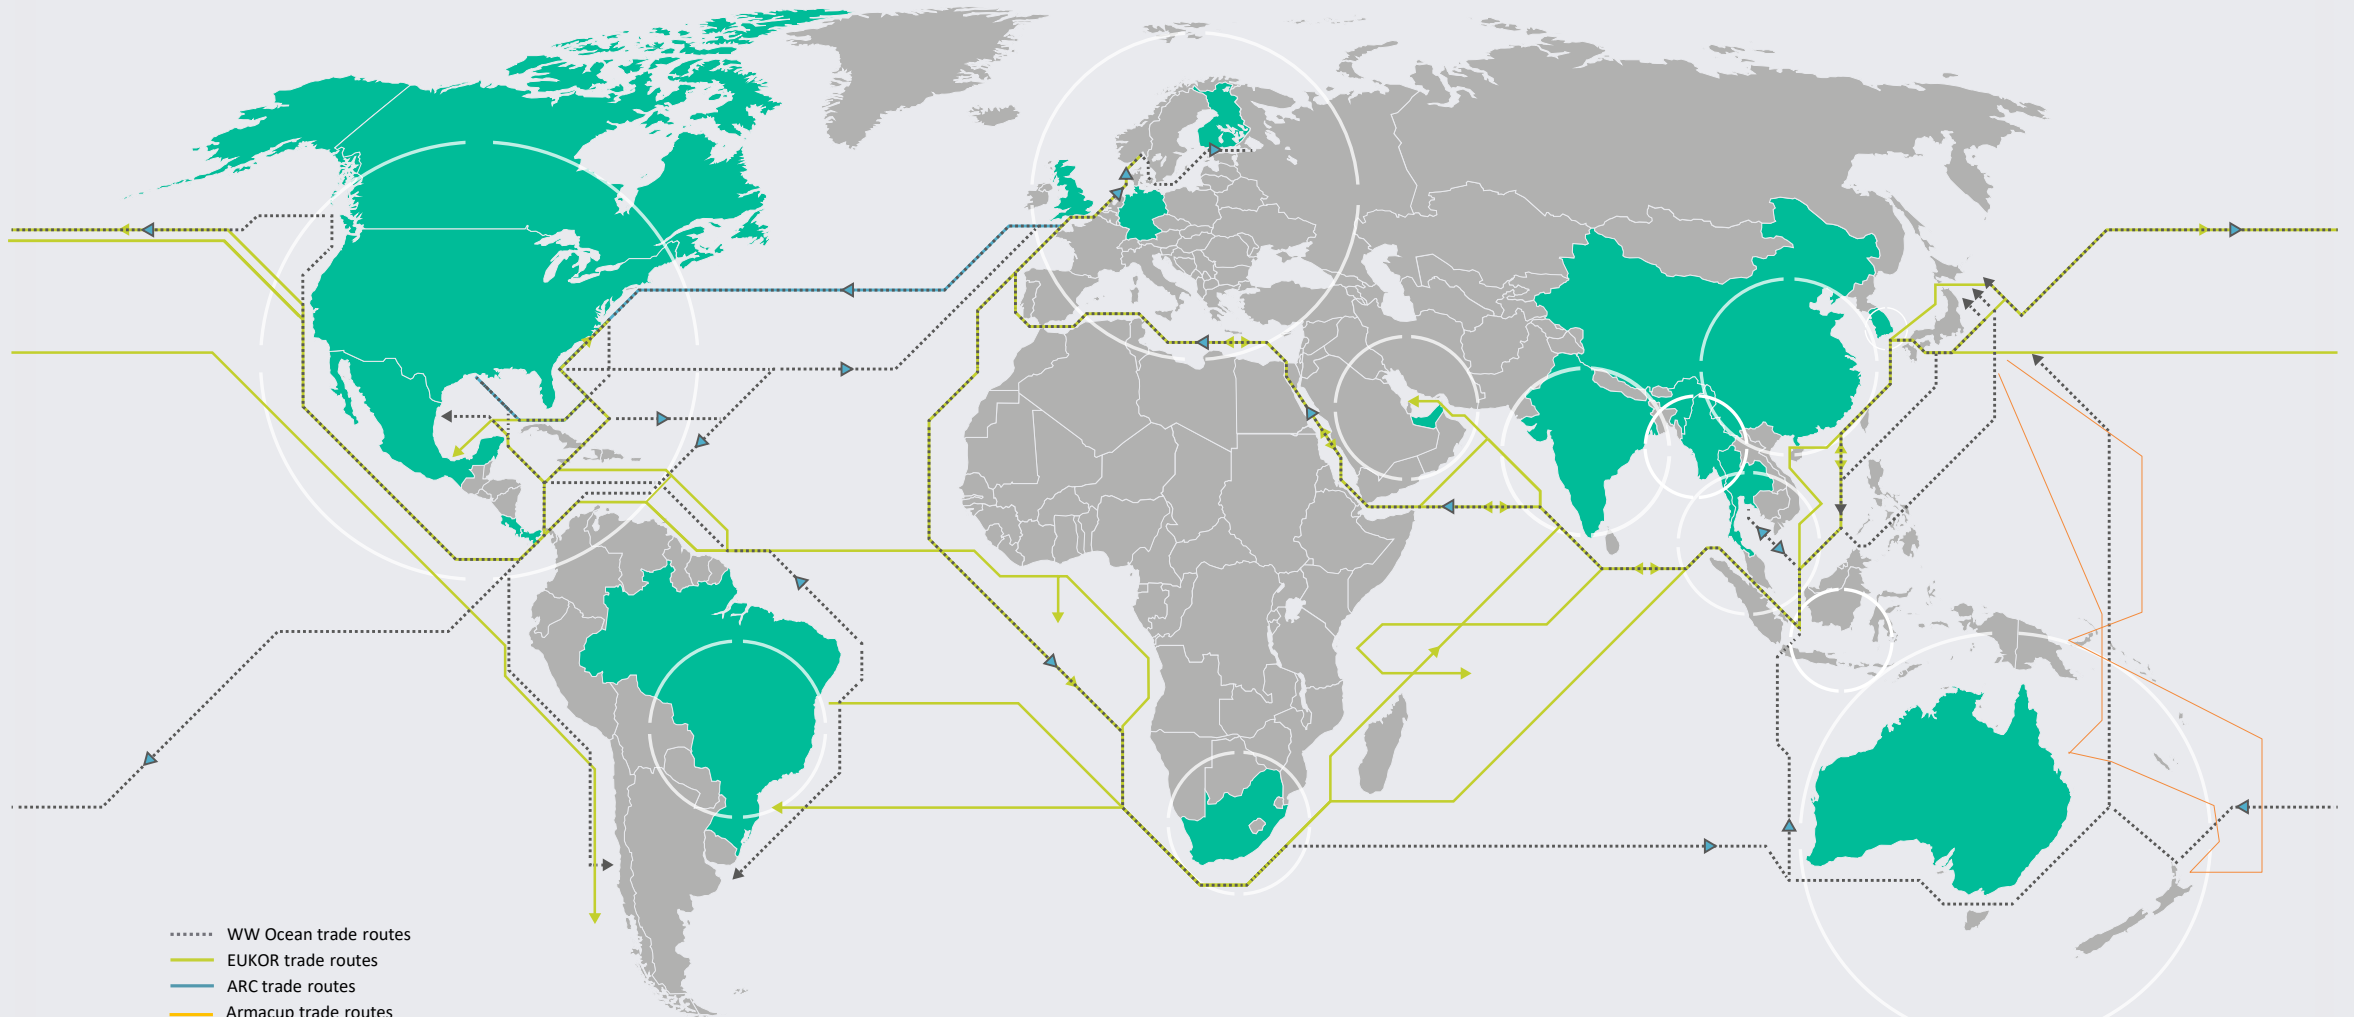 WW Ocean trade routes
EUKOR trade routes
ARC trade routes
Armacup trade routes